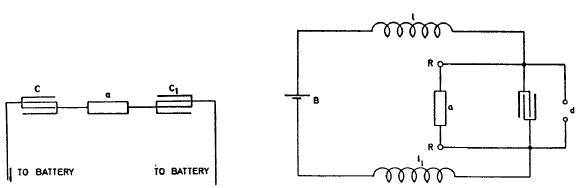 C a C1
TO BATTERY TO BATTERY
l
R
B a d
R
l1